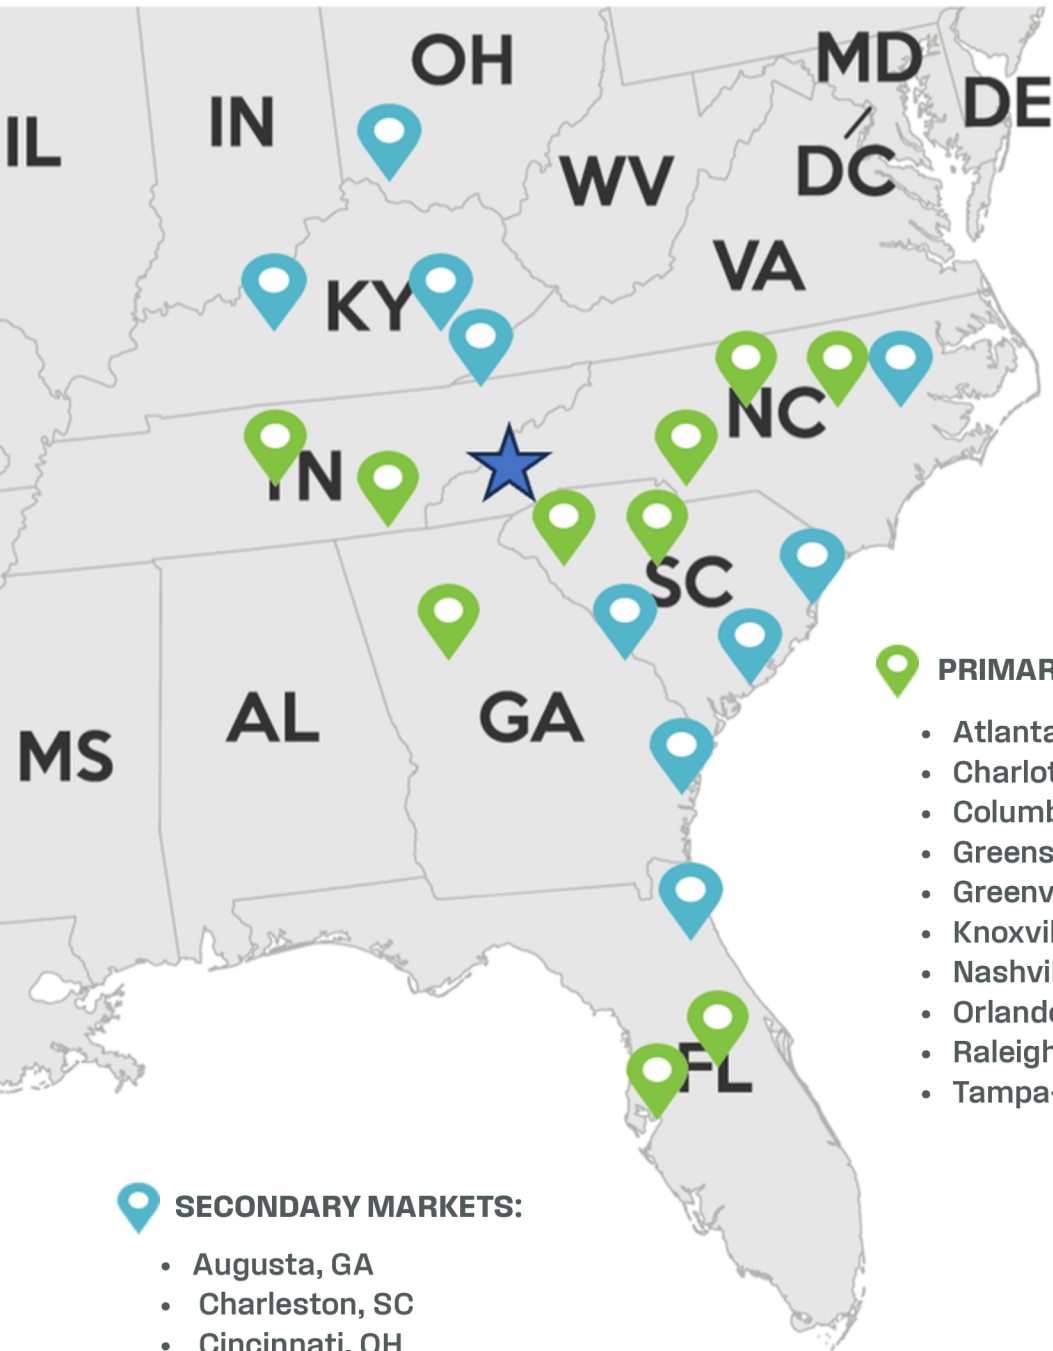 OH
MD
IN
DE
IL
WV
DC
VA
KY
NC
TN
SC
AL
GA
MS
FL
PRIMAR
• Atlanta
• Charlot
• Columb
• Greens
• Greenv
• Knoxvil
• Nashvil
• Orlando
• Raleigh
• Tampa-
SECONDARY MARKETS:
• Augusta, GA
• Charleston, SC
• Cincinnati, OH